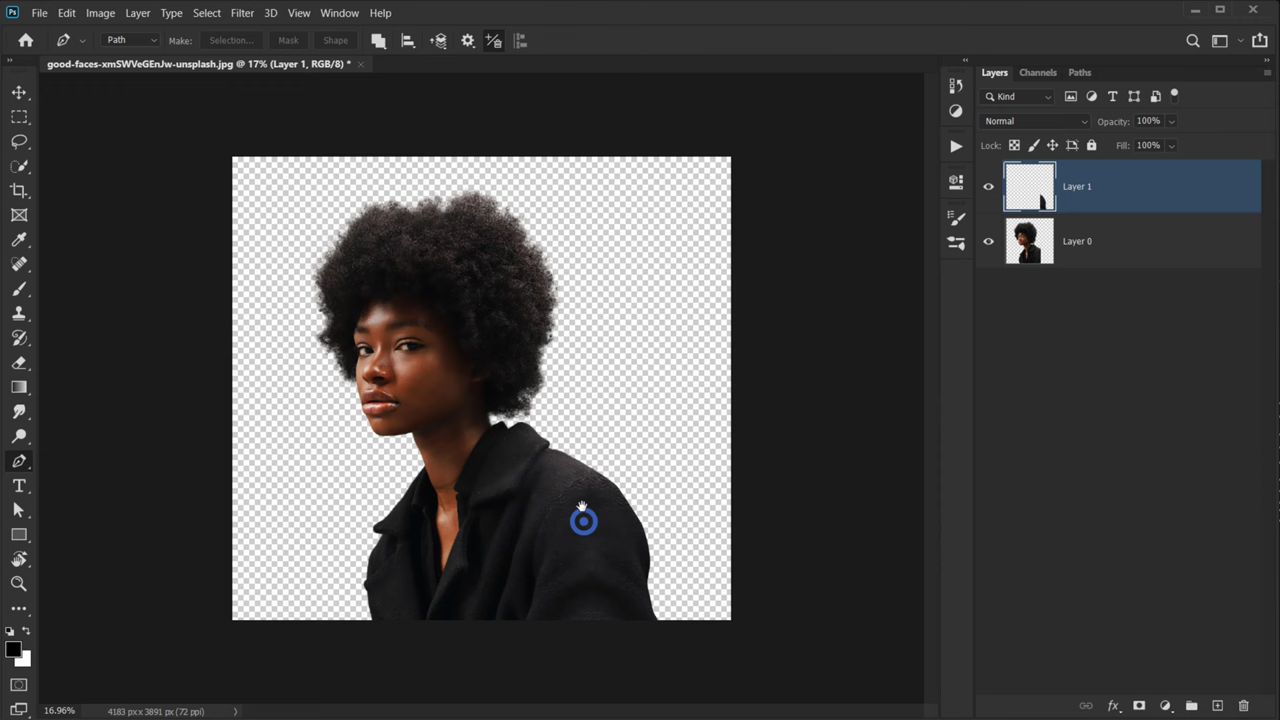 Ps File Edit Image Layer Type Select Filter 3D View Window Help
Path Make: Selection... Mask Shape
good-faces-xmSWVeGEnJw-unsplash.jpg @ 17% (Layer 1, RGB/8) *
Layers Channels Paths
Kind
Normal Opacity: 100%
Lock: Fill: 100%
Layer 1
Layer 0
16.96% 4183 px x 3891 px (72 ppi)
fx